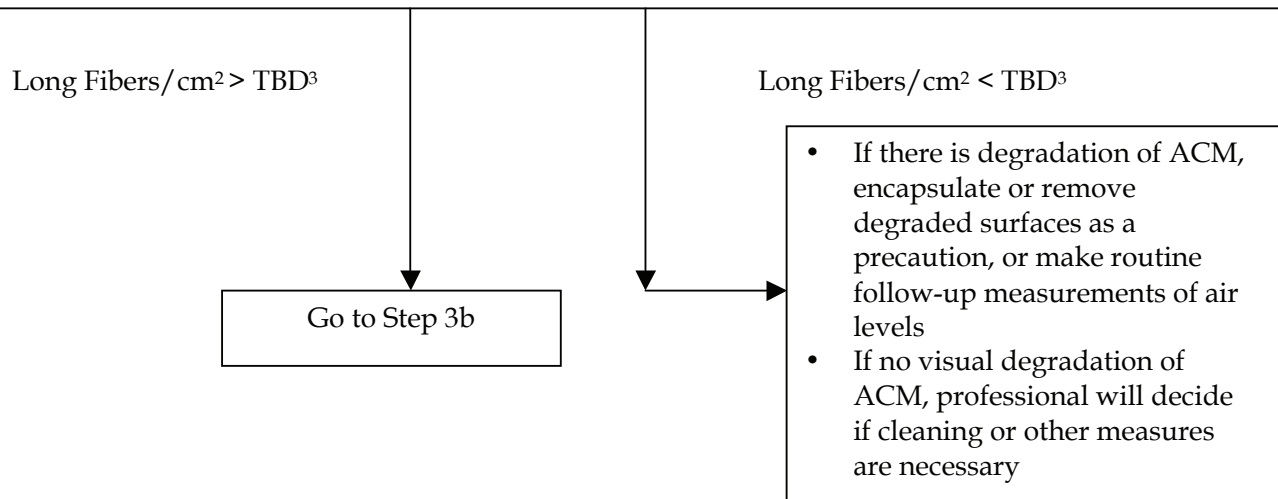 Long Fibers/cm² > TBD³
Long Fibers/cm² < TBD³
Go to Step 3b
• If there is degradation of ACM,
encapsulate or remove
degraded surfaces as a
precaution, or make routine
follow-up measurements of air
levels
• If no visual degradation of
ACM, professional will decide
if cleaning or other measures
are necessary